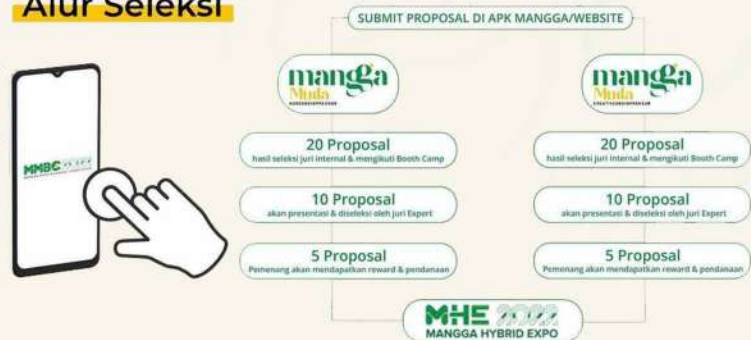 Alur Seleksi
SUBMIT PROPOSAL DI APK MANGGA/WEBSITE
mangga
Muda
mangga
Muda
20 Proposal
hasil seleksi juri internal & mengikuti Booth Camp
20 Proposal
hasil seleksi juri internal & mengikuti Booth Camp
MMBC
10 Proposal
akan presentasi & diseleksi oleh juri Expert
10 Proposal
akan presentasi & diseleksi oleh juri Expert
5 Proposal
Pemenang akan mendapatkan reward & pendanaan
5 Proposal
Pemenang akan mendapatkan reward & pendanaan
MHE 2022
MANGGA HYBRID EXPO